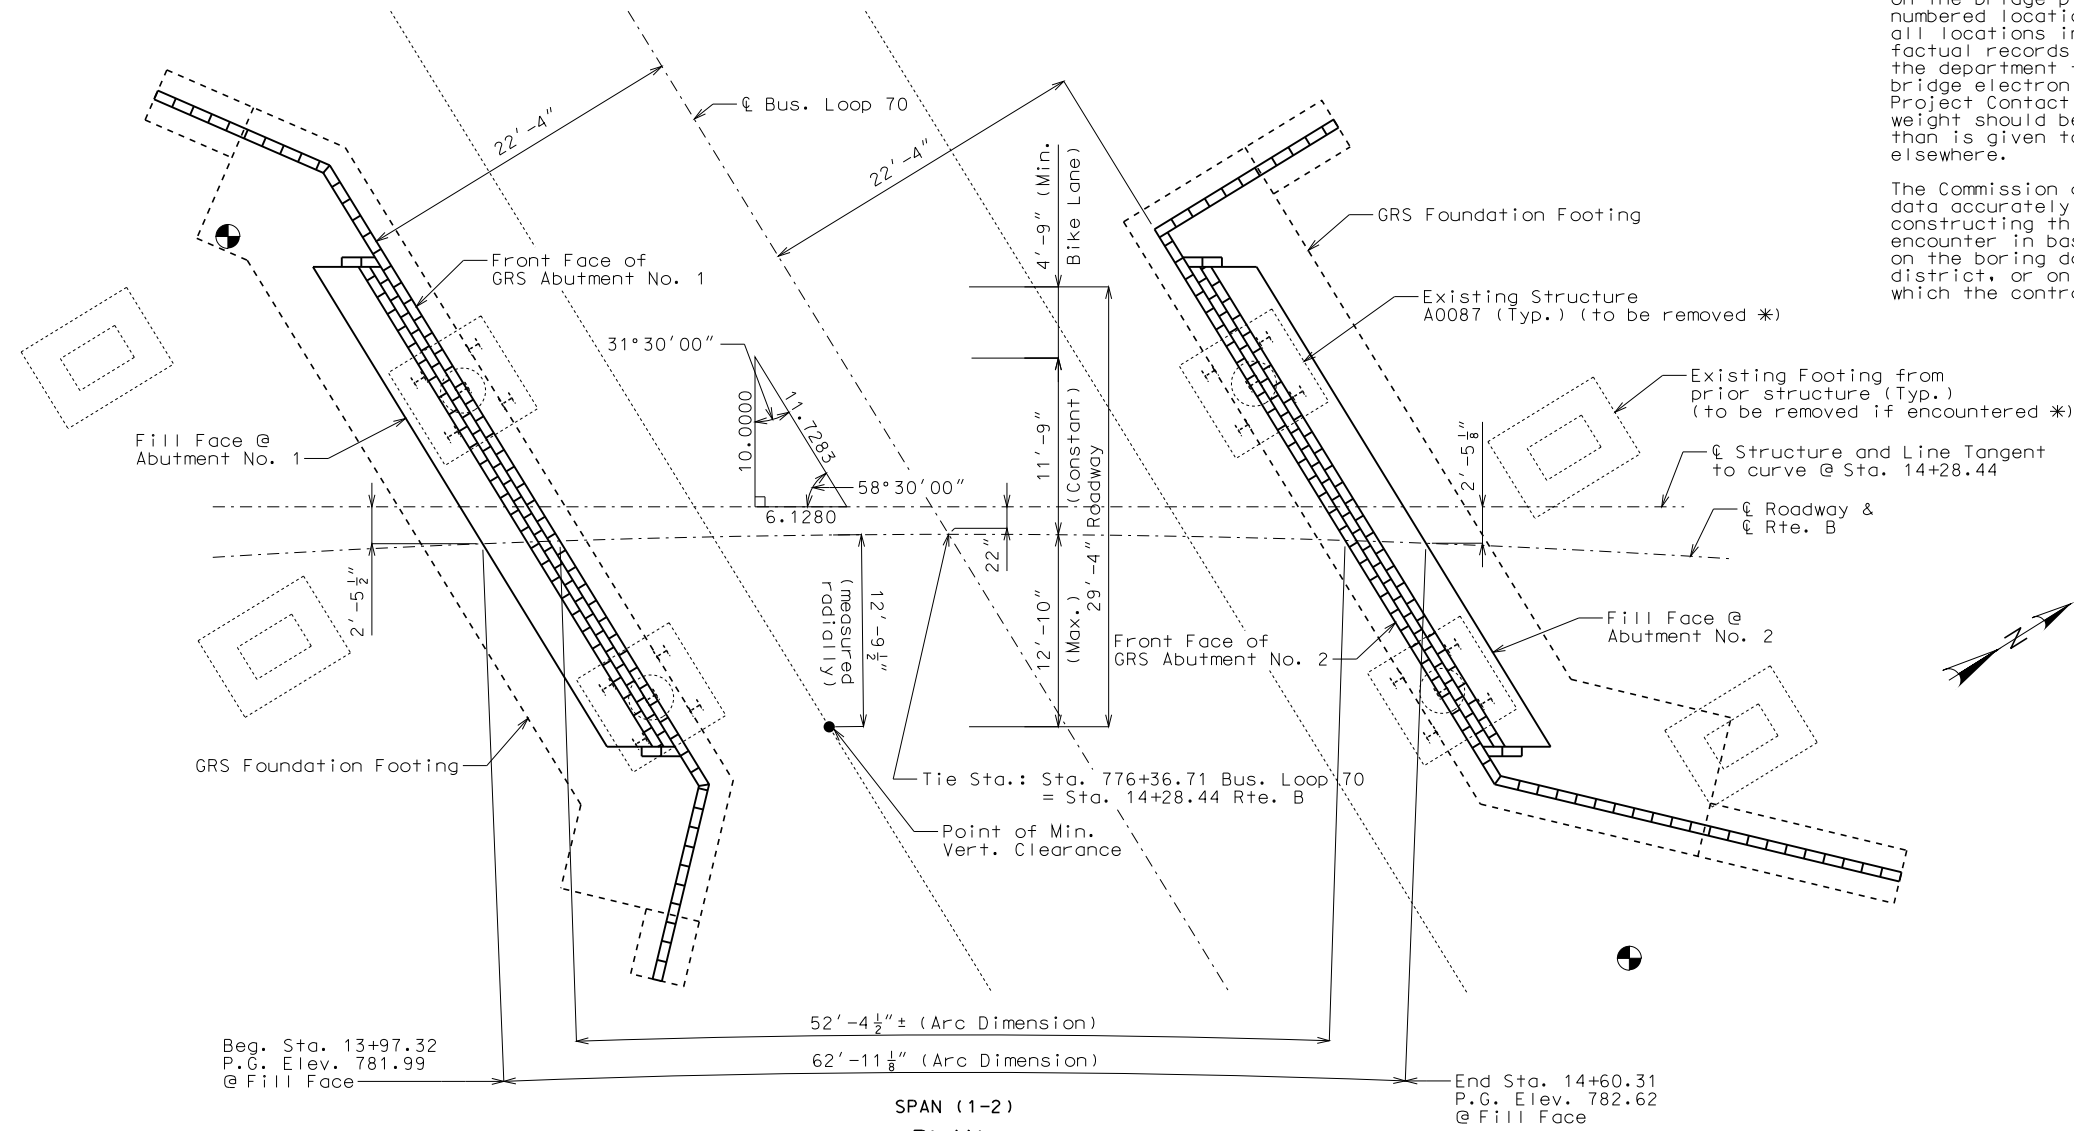 on the bridge p
numbered locatio
all locations in
factual records
the department
bridge electron
Project Contact
weight should be
than is given to
elsewhere.
The Commission
data accurately
constructing th
encounter in bas
on the boring da
district, or on
which the contra
22'-4"
℄ Bus. Loop 70
22'-4"
4'-9" (Min.
Bike Lane)
GRS Foundation Footing
Front Face of
GRS Abutment No. 1
Existing Structure
A0087 (Typ.) (to be removed *)
31°30'00"
11.7283
10.0000
58°30'00"
6.1280
11'-9"
(Constant)
29'-4" Roadway
Existing Footing from
prior structure (Typ.)
(to be removed if encountered *)
Fill Face @
Abutment No. 1
2'-5 1/8"
℄ Structure and Line Tangent
to curve @ Sta. 14+28.44
℄ Roadway &
℄ Rte. B
22"
2'-5 1/2"
12'-9 1/2"
(measured
radially)
12'-10"
(Max.)
Front Face of
GRS Abutment No. 2
Fill Face @
Abutment No. 2
N
GRS Foundation Footing
Tie Sta.: Sta. 776+36.71 Bus. Loop 70
= Sta. 14+28.44 Rte. B
Point of Min.
Vert. Clearance
52'-4 1/2"± (Arc Dimension)
62'-11 1/8" (Arc Dimension)
Beg. Sta. 13+97.32
P.G. Elev. 781.99
@ Fill Face
End Sta. 14+60.31
P.G. Elev. 782.62
@ Fill Face
SPAN (1-2)